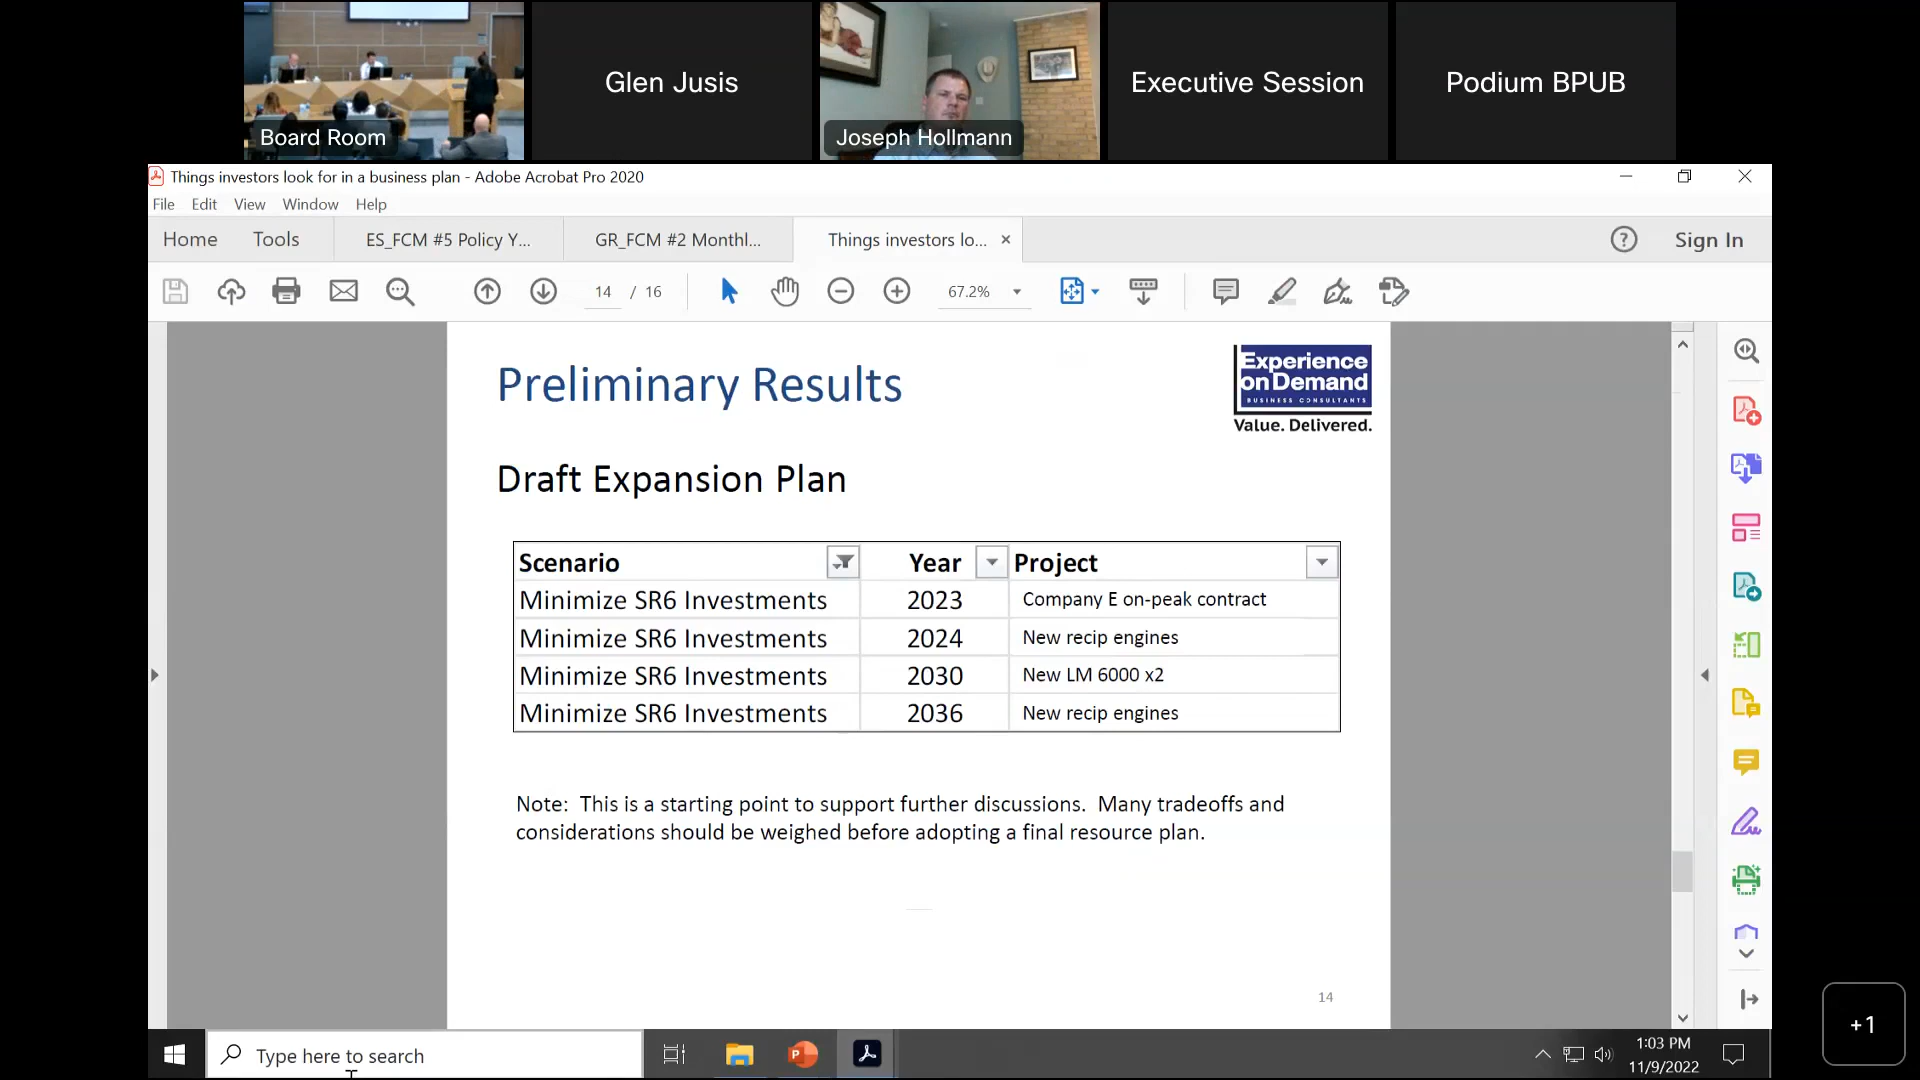 Board Room
Glen Jusis
Joseph Hollmann
Executive Session
Podium BPUB
Things investors look for in a business plan - Adobe Acrobat Pro 2020
File Edit View Window Help
Home Tools ES_FCM #5 Policy Y... GR_FCM #2 Monthl... Things investors lo... × Sign In
14 / 16 67.2%
Preliminary Results
Experience
on Demand
BUSINESS CONSULTANTS
Value. Delivered.
Draft Expansion Plan
Scenario Year Project
Minimize SR6 Investments 2023 Company E on-peak contract
Minimize SR6 Investments 2024 New recip engines
Minimize SR6 Investments 2030 New LM 6000 x2
Minimize SR6 Investments 2036 New recip engines
Note: This is a starting point to support further discussions. Many tradeoffs and
considerations should be weighed before adopting a final resource plan.
14
+1
Type here to search
1:03 PM
11/9/2022